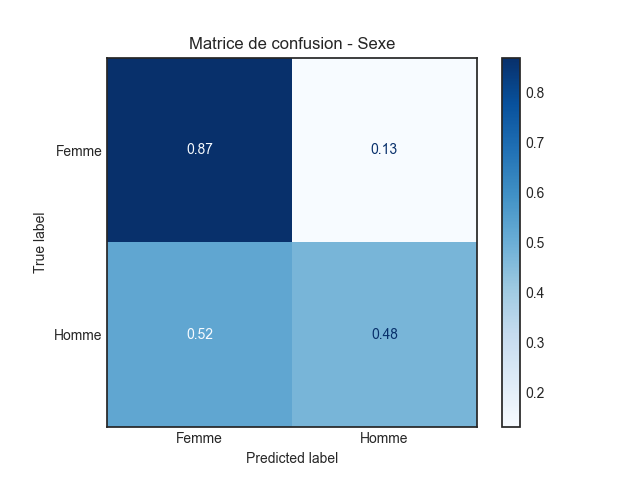 Matrice de confusion - Sexe
True label
Femme
0.87
0.13
Homme
0.52
0.48
Femme
Homme
Predicted label
0.8
0.7
0.6
0.5
0.4
0.3
0.2